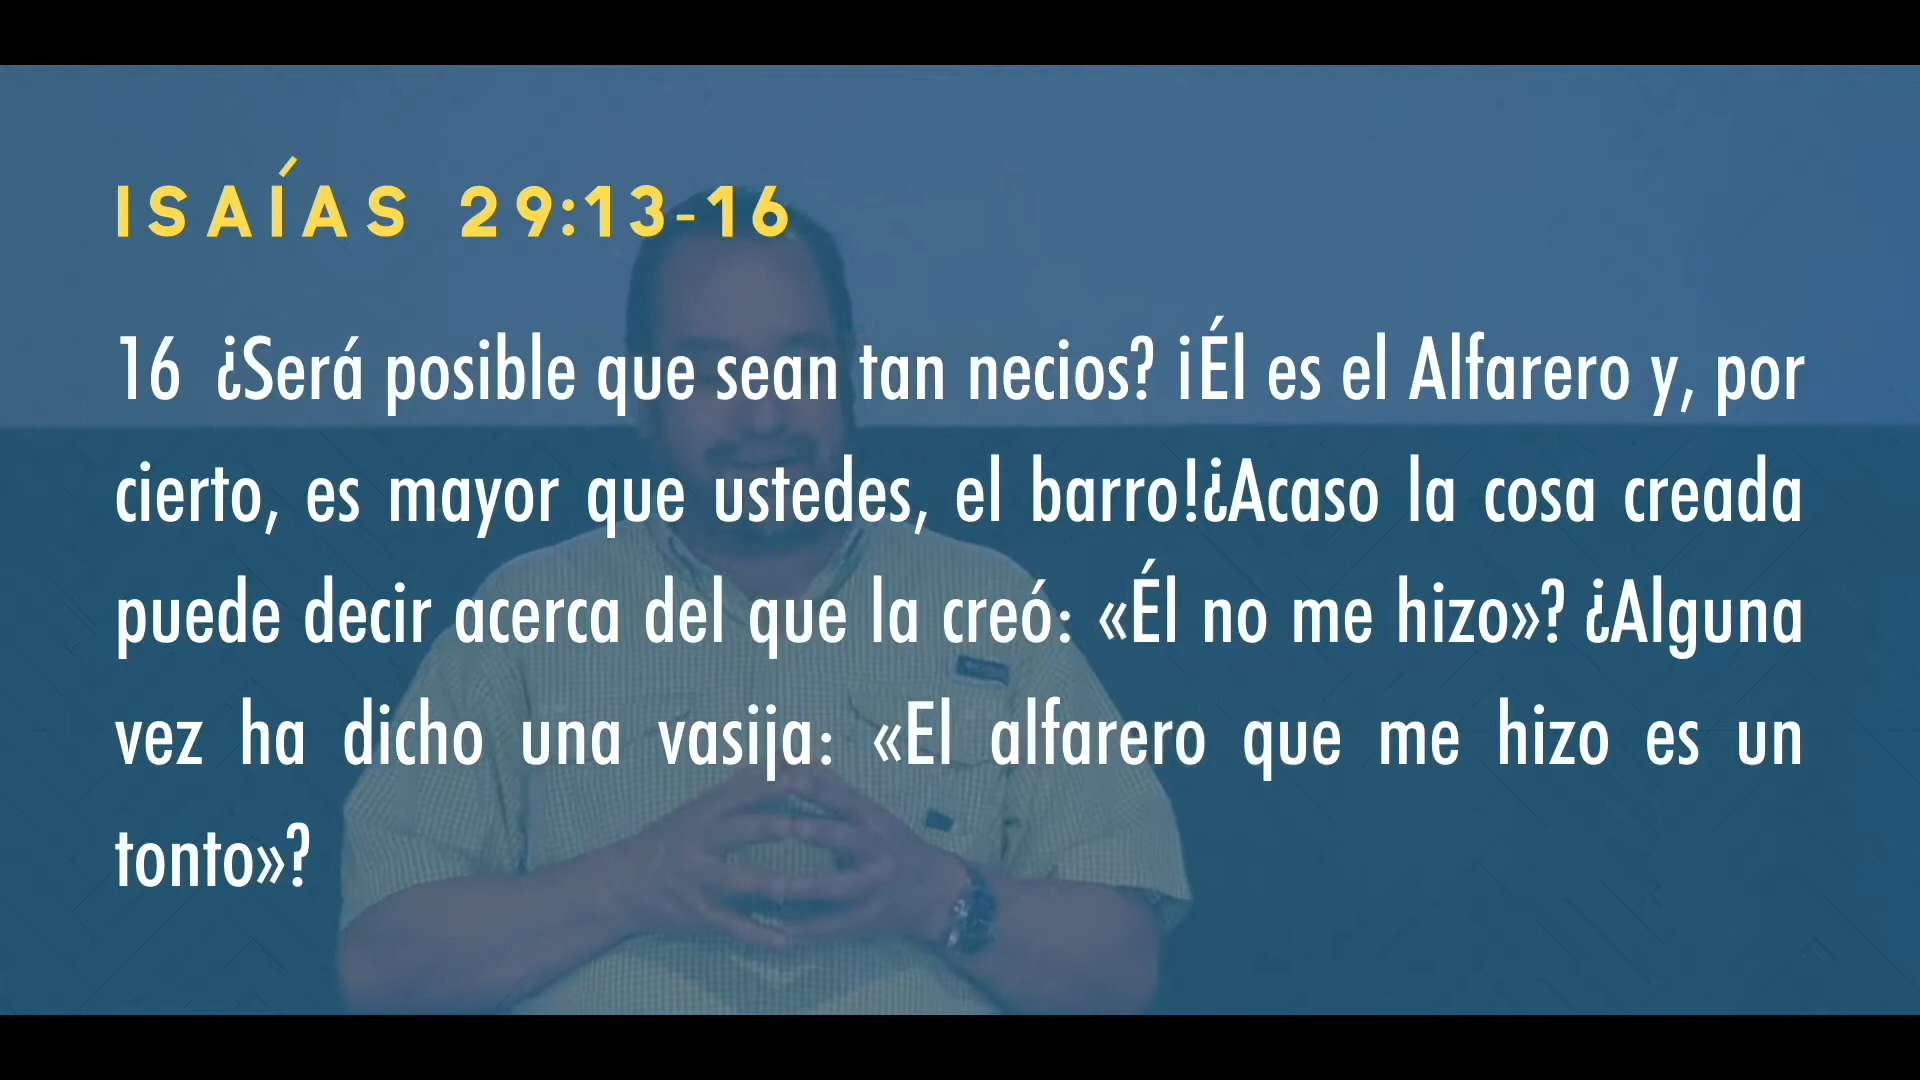 ISAÍAS 29:13-16
16 ¿Será posible que sean tan necios? ¡Él es el Alfarero y, por
cierto, es mayor que ustedes, el barro!¿Acaso la cosa creada
puede decir acerca del que la creó: «Él no me hizo»? ¿Alguna
vez ha dicho una vasija: «El alfarero que me hizo es un
tonto»?